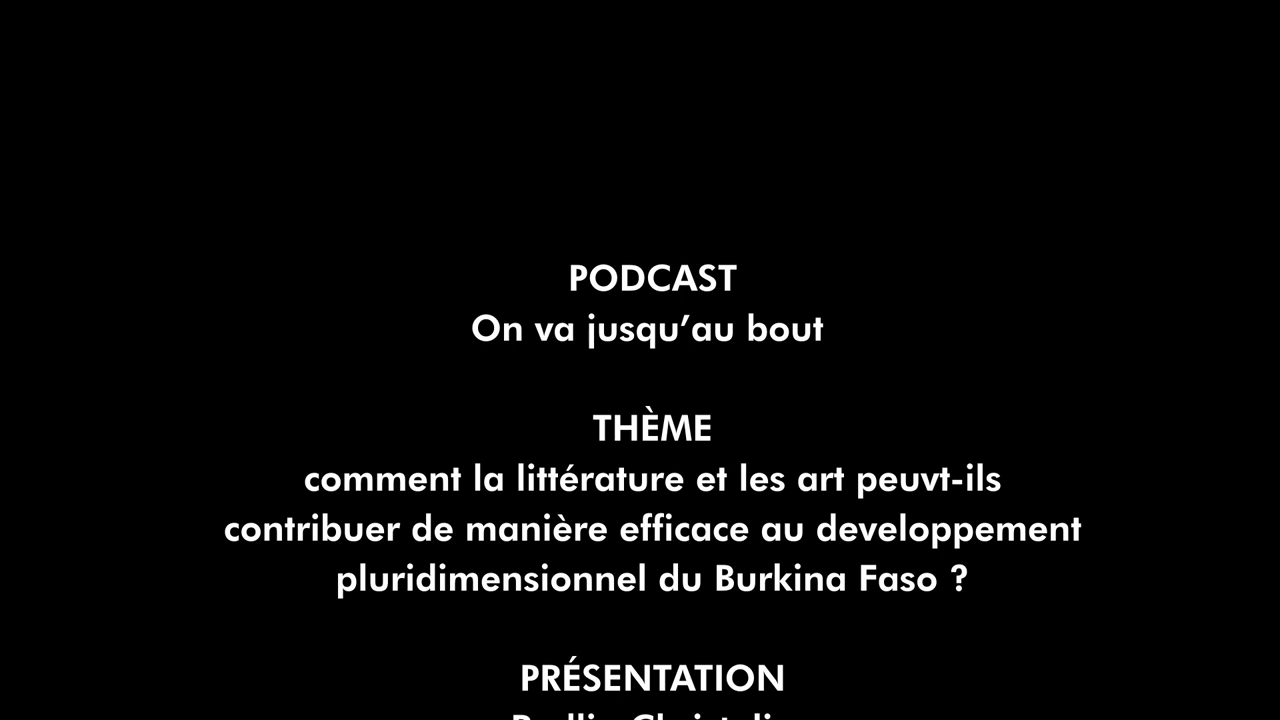 PODCAST
On va jusqu’au bout
THÈME
comment la littérature et les art peuvt-ils
contribuer de manière efficace au developpement
pluridimensionnel du Burkina Faso ?
PRÉSENTATION